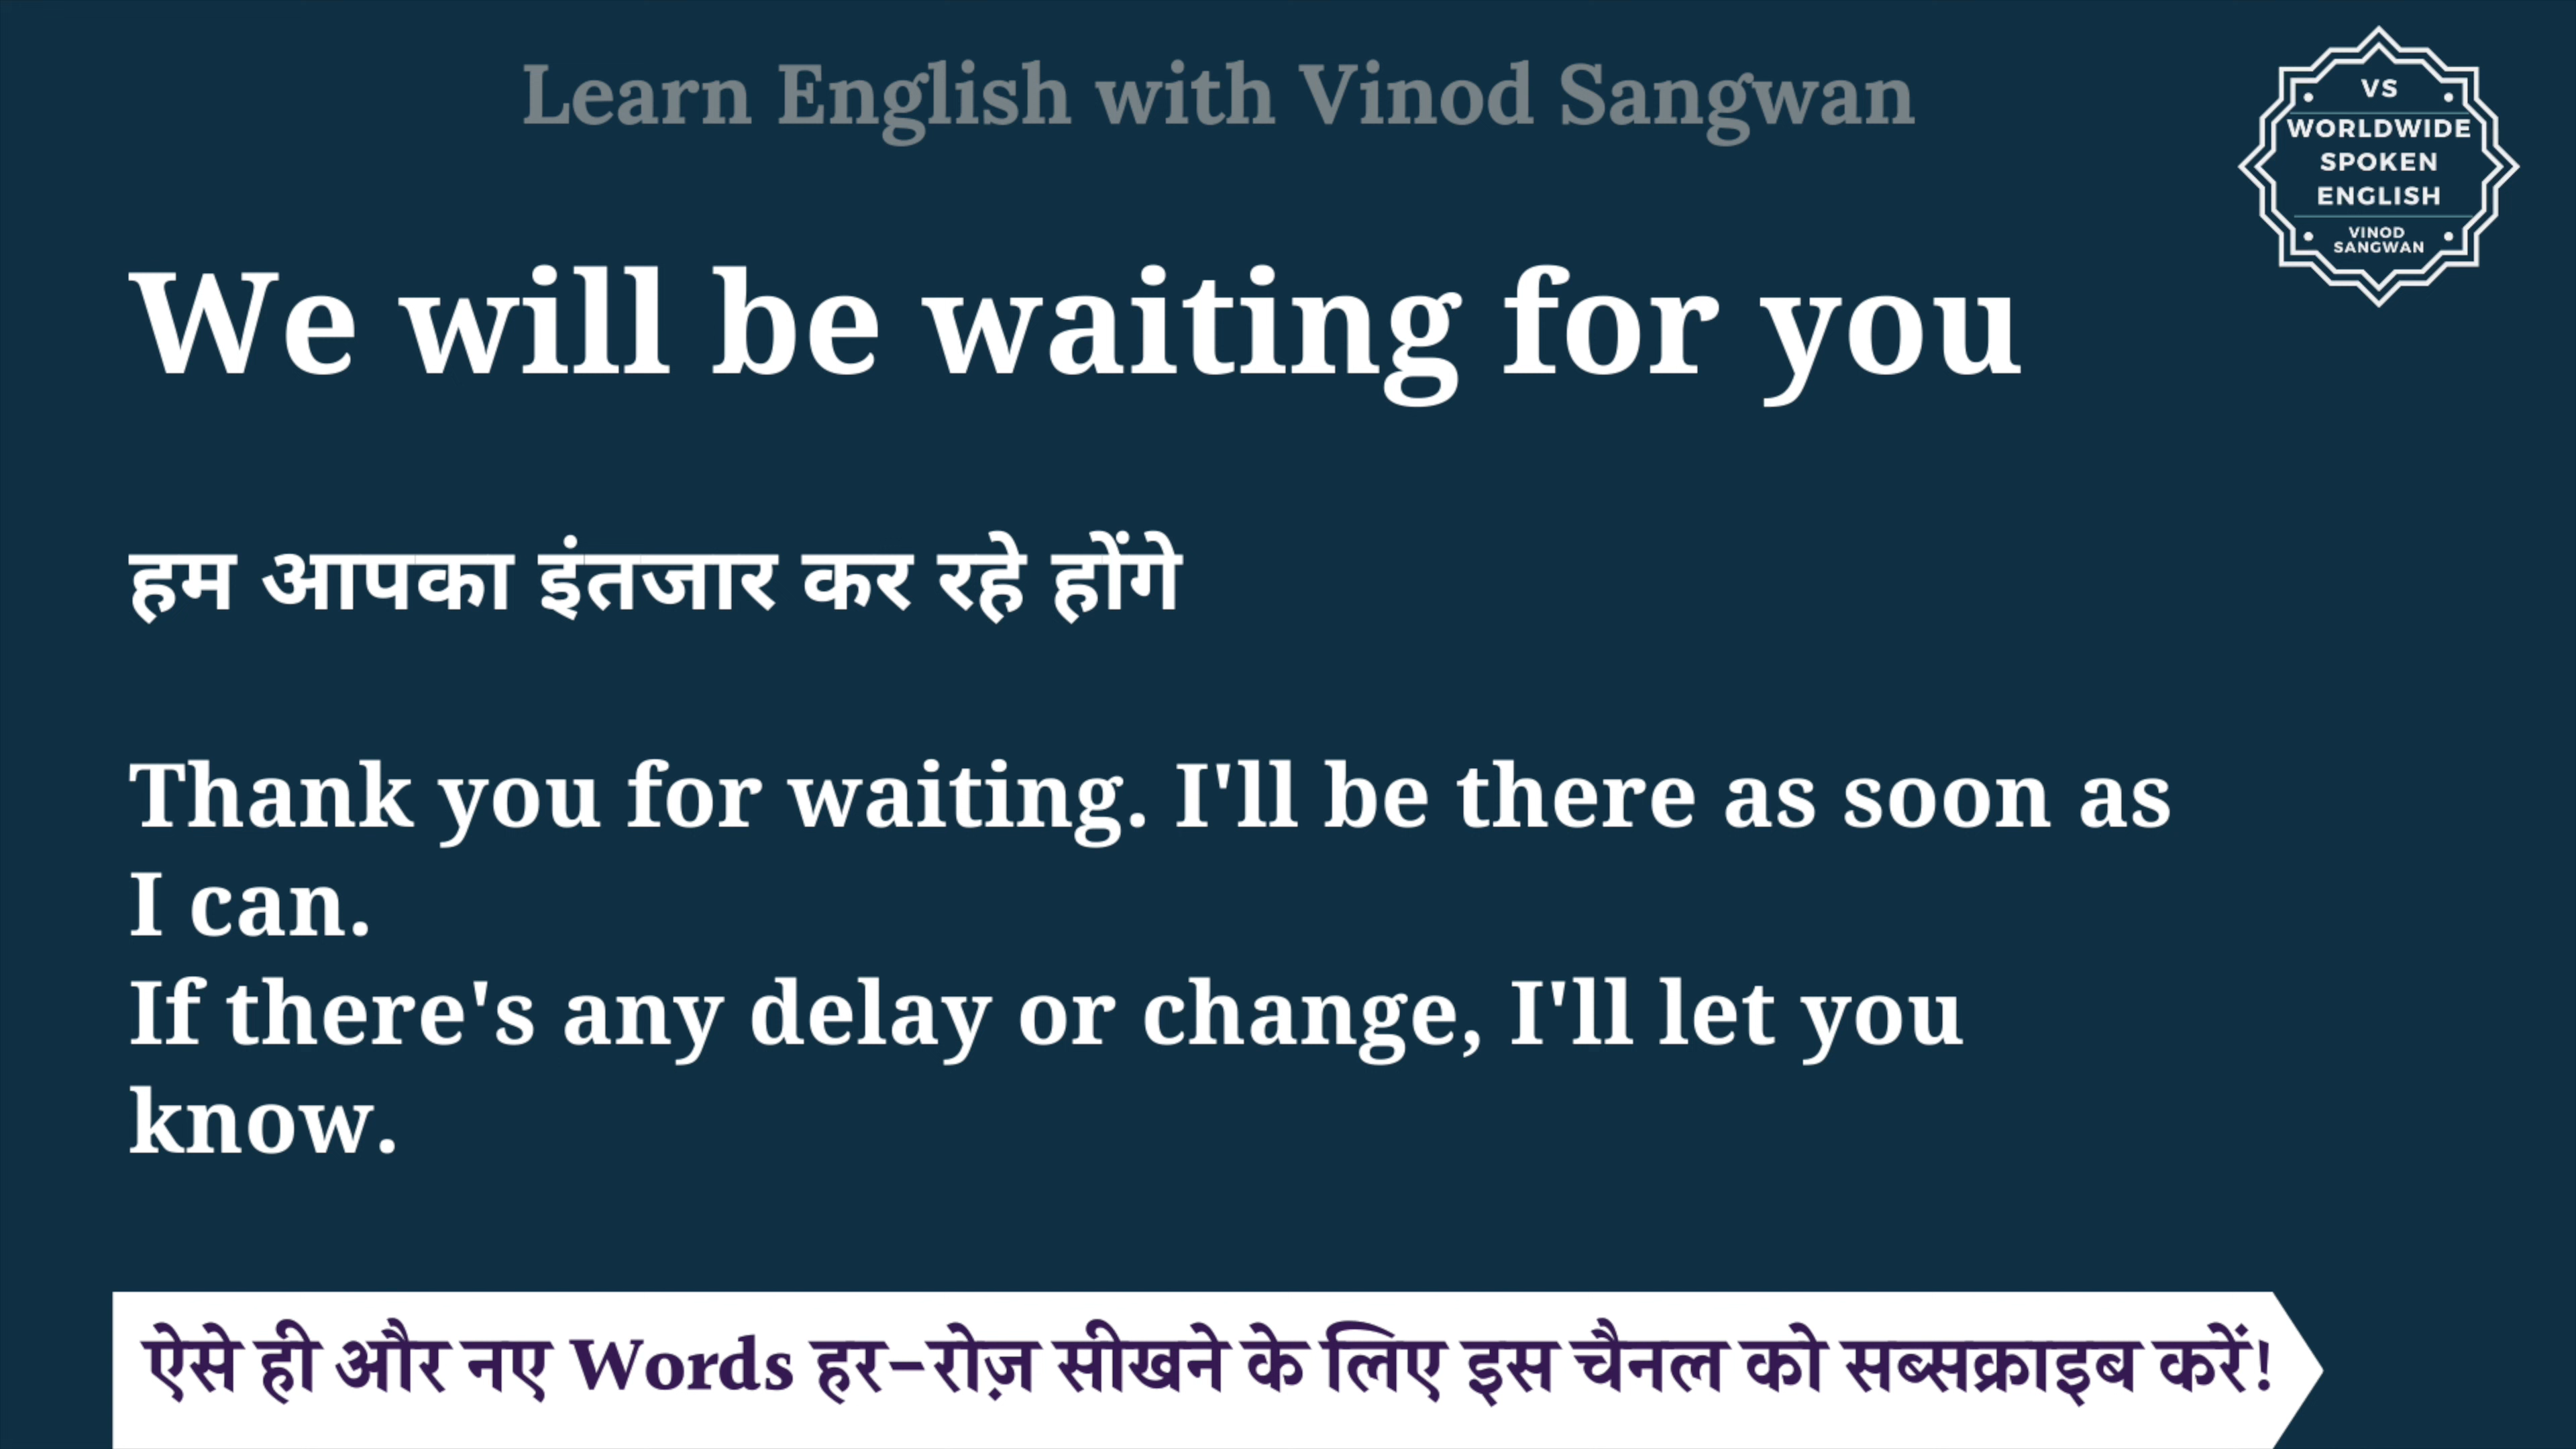 Learn English with Vinod Sangwan
VS
WORLDWIDE
SPOKEN
ENGLISH
VINOD
SANGWAN
We will be waiting for you
हम आपका इंतजार कर रहे होंगे
Thank you for waiting. I'll be there as soon as
I can.
If there's any delay or change, I'll let you
know.
ऐसे ही और नए Words हर-रोज़ सीखने के लिए इस चैनल को सब्सक्राइब करें!